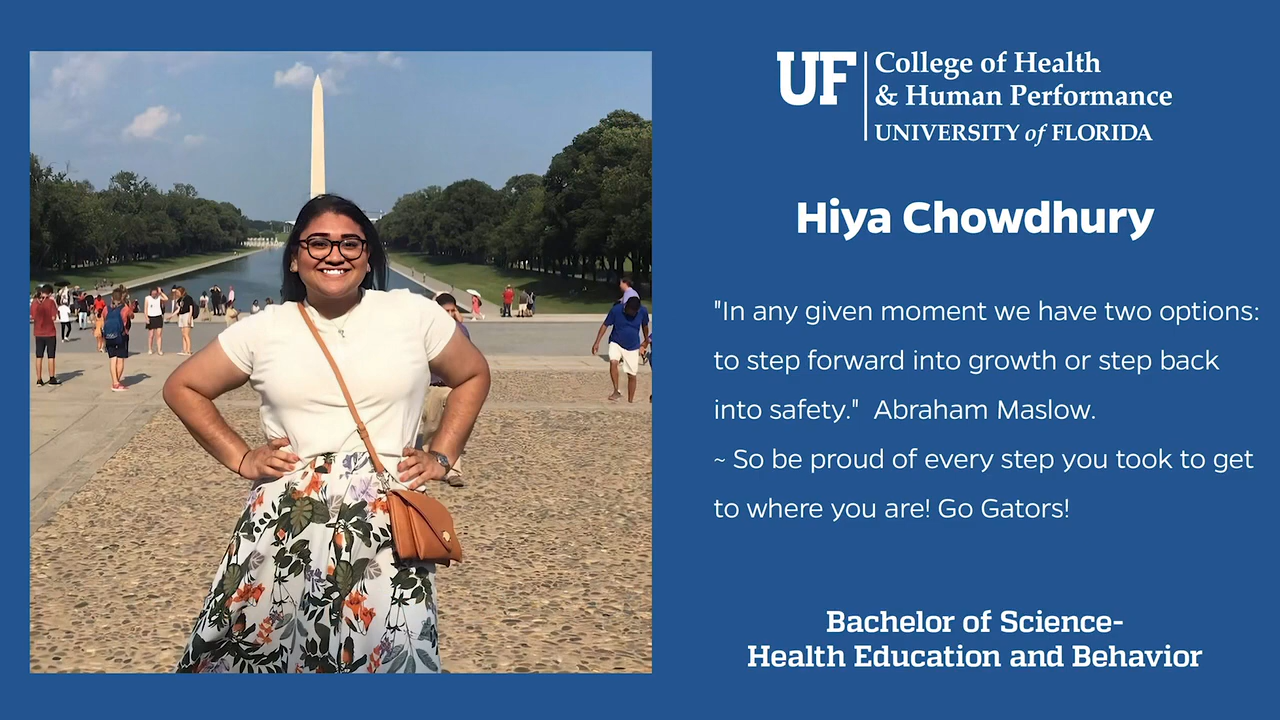 UF
College of Health
& Human Performance
UNIVERSITY of FLORIDA
Hiya Chowdhury
"In any given moment we have two options:
to step forward into growth or step back
into safety."  Abraham Maslow.
~ So be proud of every step you took to get
to where you are! Go Gators!
Bachelor of Science-
Health Education and Behavior